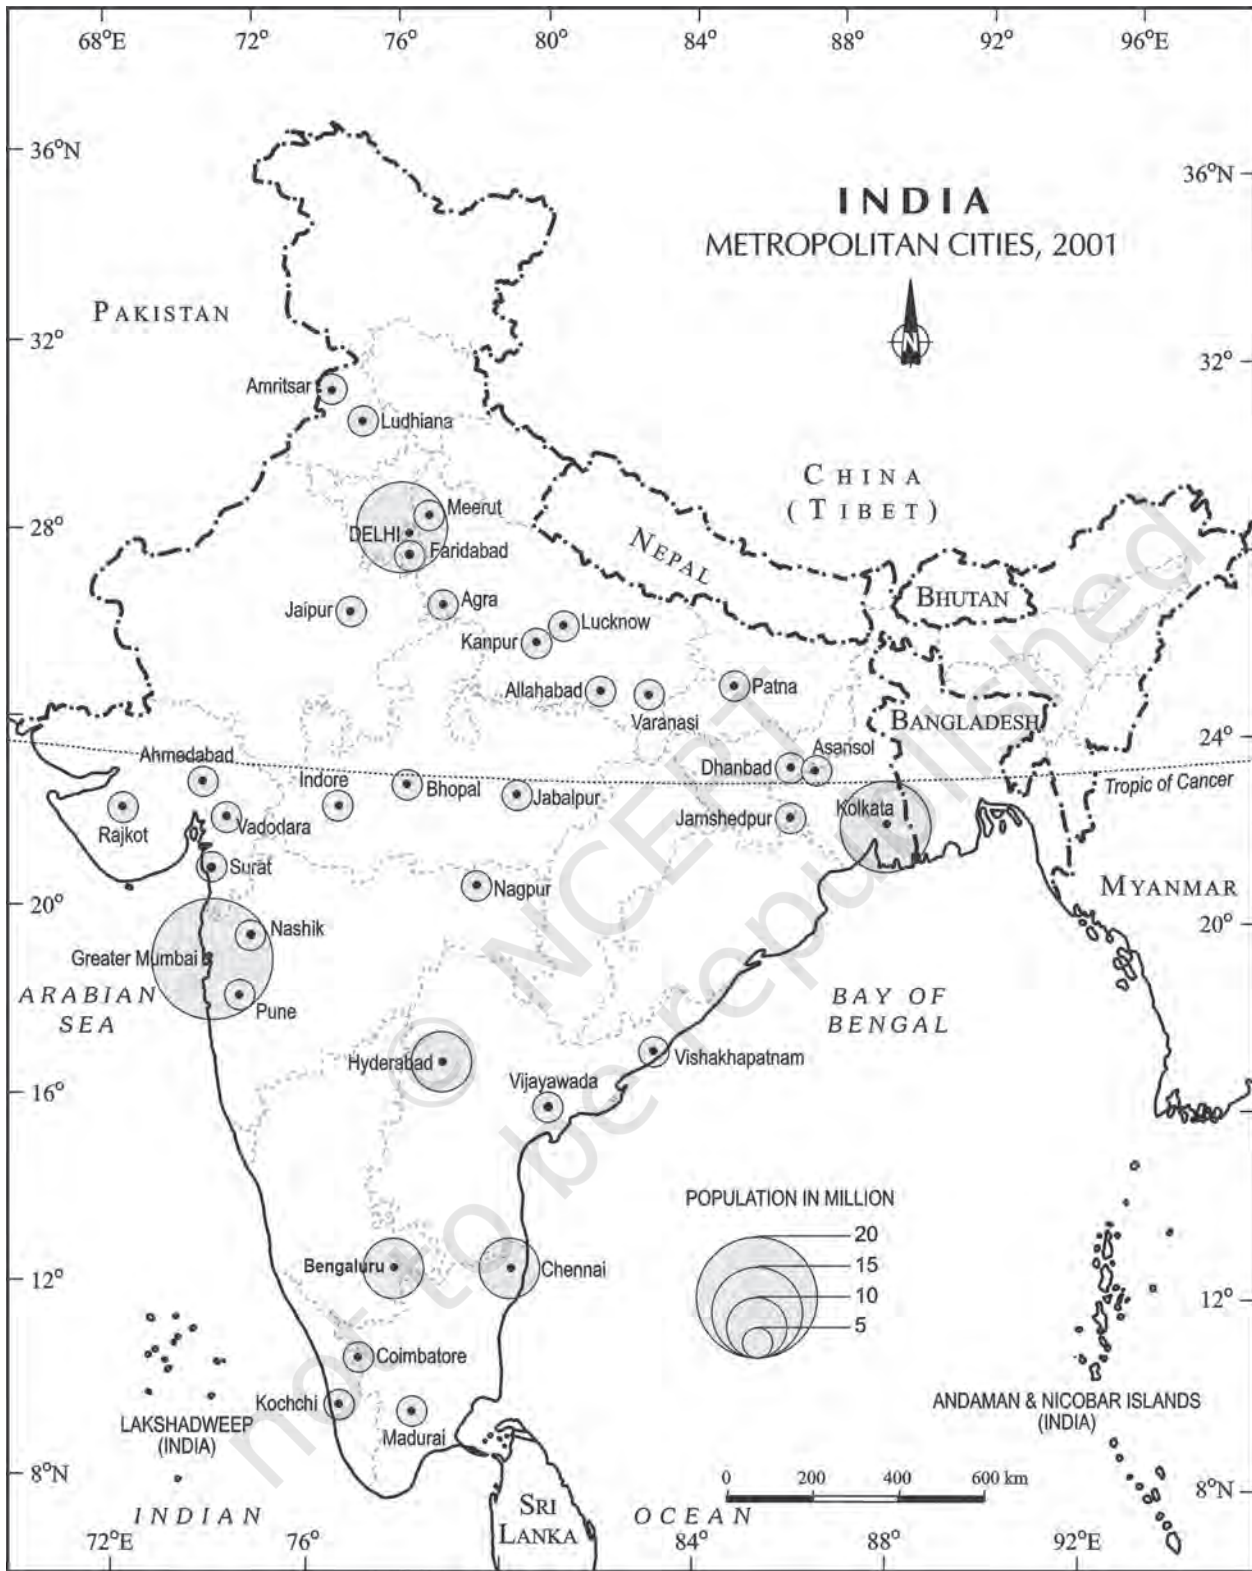 68°E 72° 76° 80° 84° 88° 92° 96°E
36°N
36°N
INDIA
METROPOLITAN CITIES, 2001
N
PAKISTAN
32°
32°
Amritsar
Ludhiana
CHINA
(TIBET)
Meerut
DELHI
28°
28°
Faridabad
NEPAL
Jaipur
Agra
BHUTAN
Lucknow
Kanpur
Allahabad
Patna
Varanasi
BANGLADESH
24°
Ahmedabad
Asansol
Dhanbad
Indore
Bhopal
Jabalpur
Tropic of Cancer
Rajkot
Vadodara
Jamshedpur
Kolkata
Surat
Nagpur
MYANMAR
20°
20°
Nashik
Greater Mumbai
ARABIAN
SEA
Pune
BAY OF
BENGAL
Hyderabad
Vishakhapatnam
Vijayawada
16°
POPULATION IN MILLION
20
15
10
5
Bengaluru
Chennai
12°
12°
Coimbatore
Kochchi
Madurai
LAKSHADWEEP
(INDIA)
ANDAMAN & NICOBAR ISLANDS
(INDIA)
8°N
8°N
0 200 400 600 km
SRI
LANKA
INDIAN OCEAN
72°E 76° 84° 88° 92°E
© NCERT
not to be republished